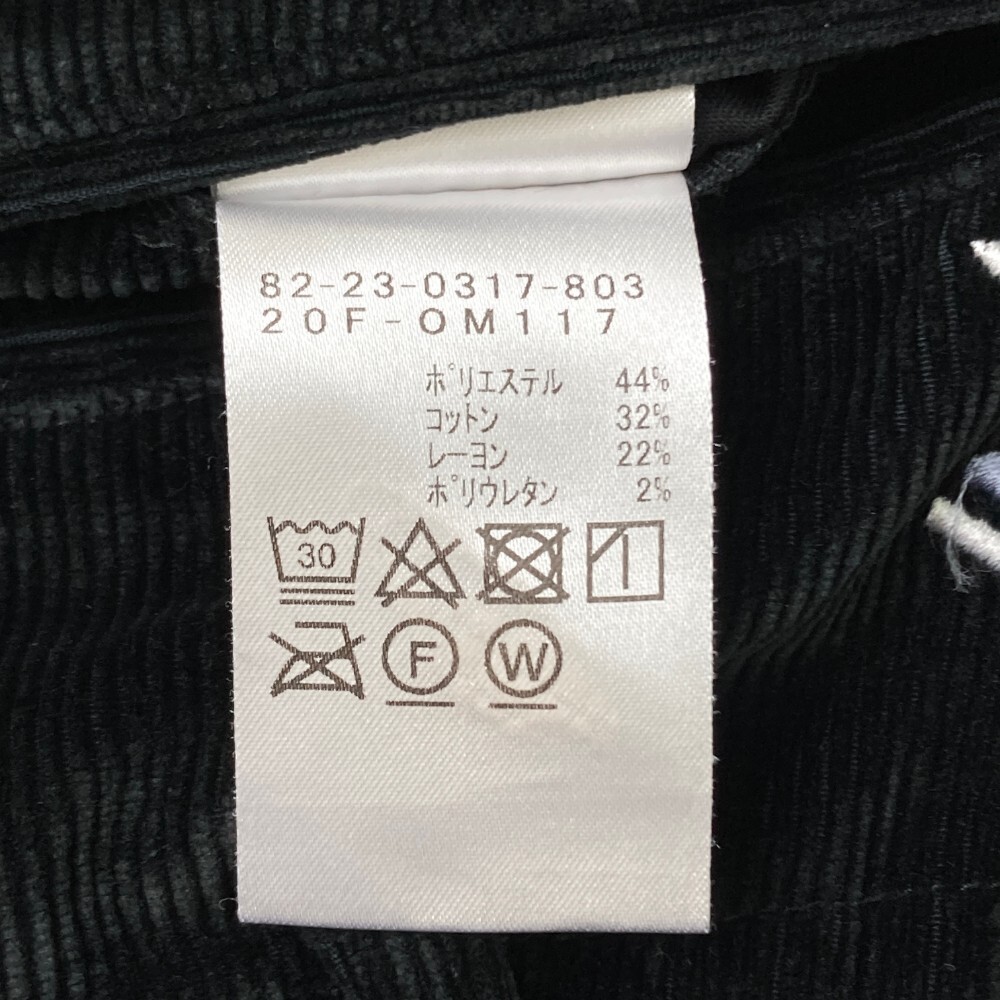 82-23-0317-803
20F-OM117
ﾎﾟﾘｴｽﾃﾙ 44%
ｺｯﾄﾝ 32%
ﾚｰﾖﾝ 22%
ﾎﾟﾘｳﾚﾀﾝ 2%
30
F W